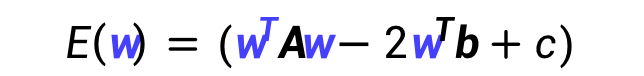 E(w) = (wᵀAw − 2wᵀb + c)